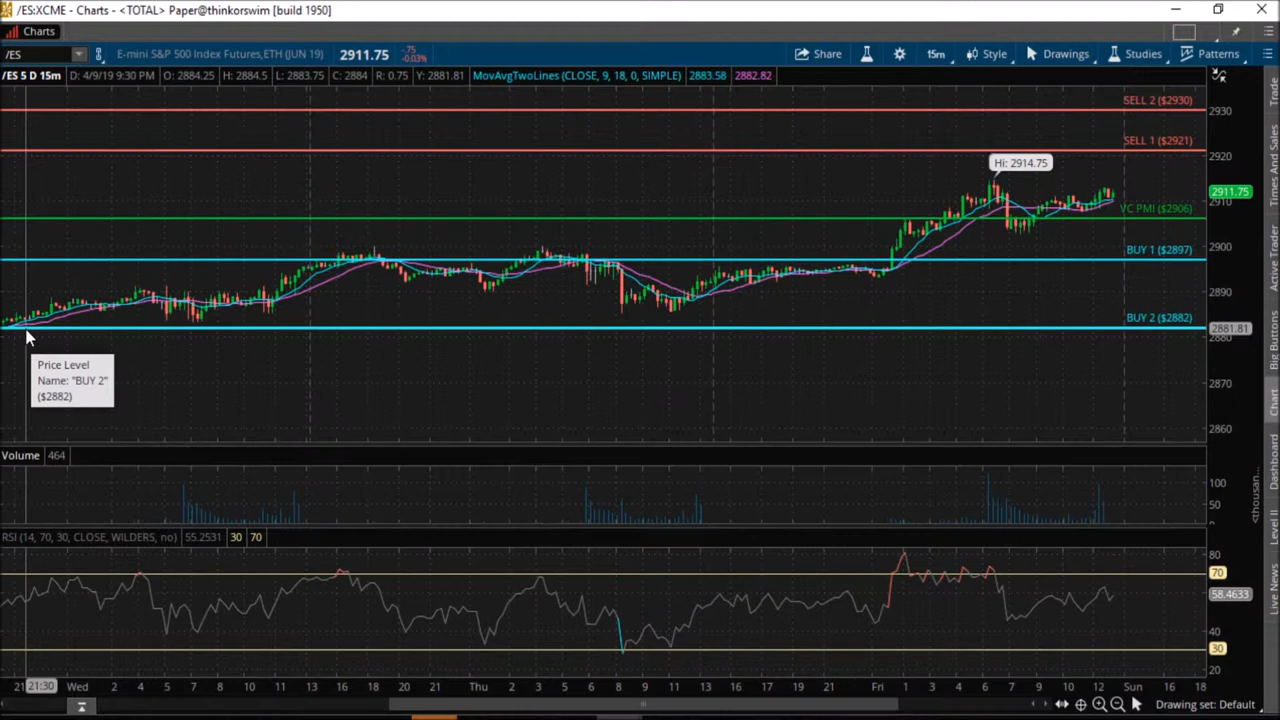 /ES:XCME - Charts - <TOTAL> Paper@thinkorswim [build 1950]
Charts
/ES
E-mini S&P 500 Index Futures,ETH (JUN 19)
2911.75
-.75
-0.03%
Share
15m
Style
Drawings
Studies
Patterns
/ES 5 D 15m
D: 4/9/19 9:30 PM
O: 2884.25
H: 2884.5
L: 2883.75
C: 2884
R: 0.75
Y: 2881.81
MovAvgTwoLines (CLOSE, 9, 18, 0, SIMPLE)
2883.58
2882.82
SELL 2 ($2930)
2930
SELL 1 ($2921)
2920
Hi: 2914.75
2911.75
2910
VC PMI ($2906)
2900
BUY 1 ($2897)
2890
BUY 2 ($2882)
2881.81
2880
Price Level
Name: "BUY 2"
($2882)
2870
2860
Volume
464
100
50
<thousan...
RSI (14, 70, 30, CLOSE, WILDERS, no)
55.2531
30
70
80
70
58.4633
40
30
20
21
21:30
Wed
2
4
5
7
8
10
11
13
16
18
20
21
Thu
2
3
5
6
8
9
11
13
16
17
19
21
Fri
1
3
4
6
7
9
10
12
Sun
16
18
Drawing set: Default
Trade
Times And Sales
Active Trader
Big Buttons
Chart
Dashboard
Level II
Live News